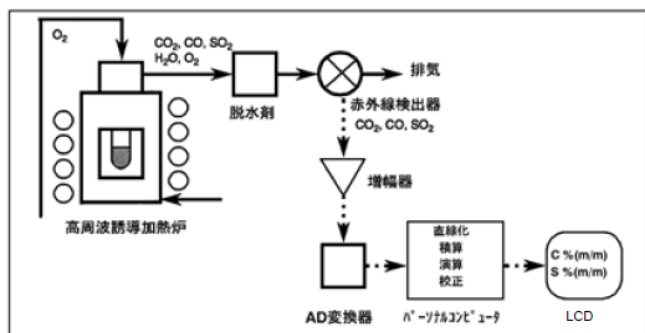 O₂
CO₂, CO, SO₂
H₂O, O₂
脱水剤
排気
赤外線検出器
CO₂, CO, SO₂
増幅器
高周波誘導加熱炉
AD変換器
直線化
積算
演算
校正
ﾊﾟｰｿﾅﾙｺﾝﾋﾟｭｰﾀ
C %(m/m)
S %(m/m)
LCD